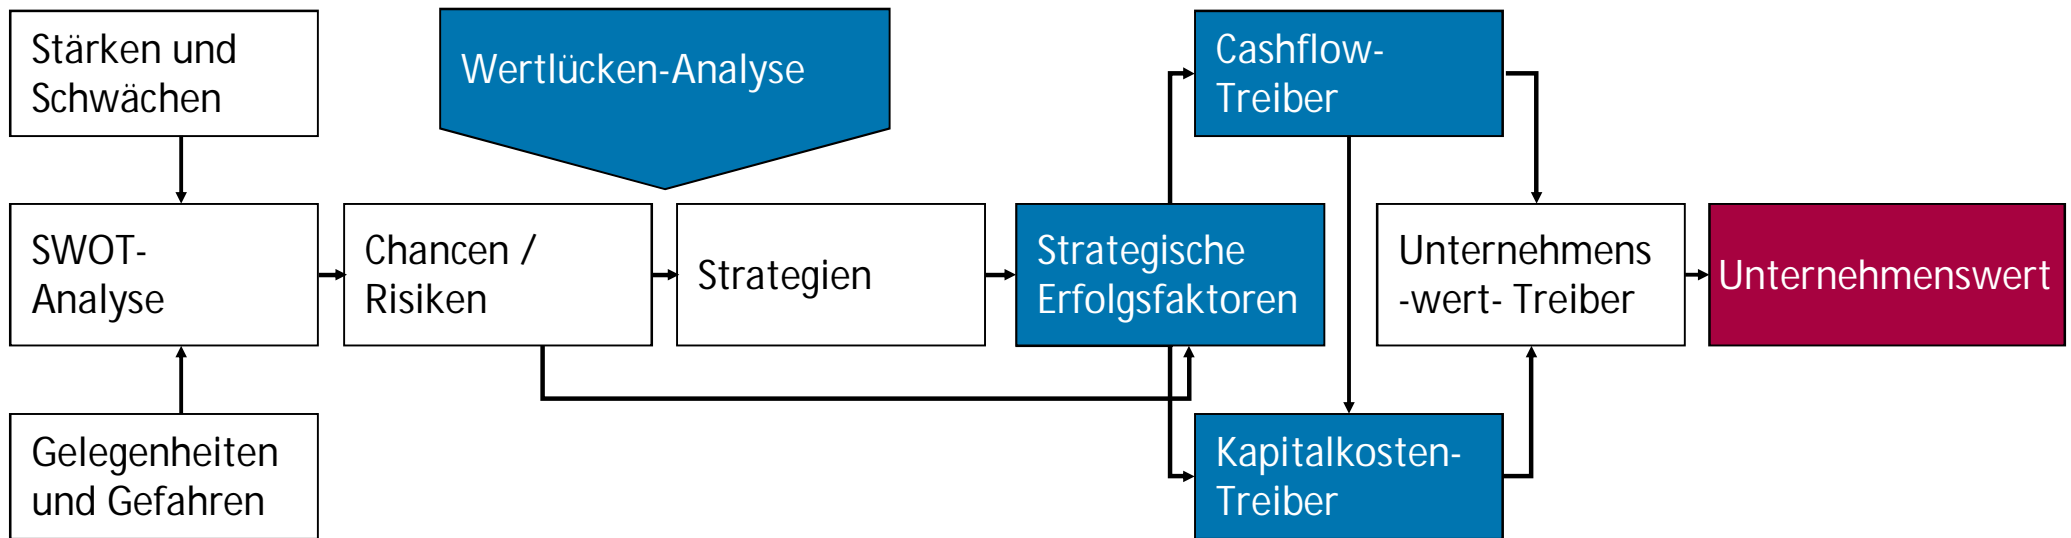 Stärken und
Schwächen
Wertlücken-Analyse
Cashflow-
Treiber
SWOT-
Analyse
Chancen /
Risiken
Strategien
Strategische
Erfolgsfaktoren
Unternehmens
-wert- Treiber
Unternehmenswert
Gelegenheiten
und Gefahren
Kapitalkosten-
Treiber